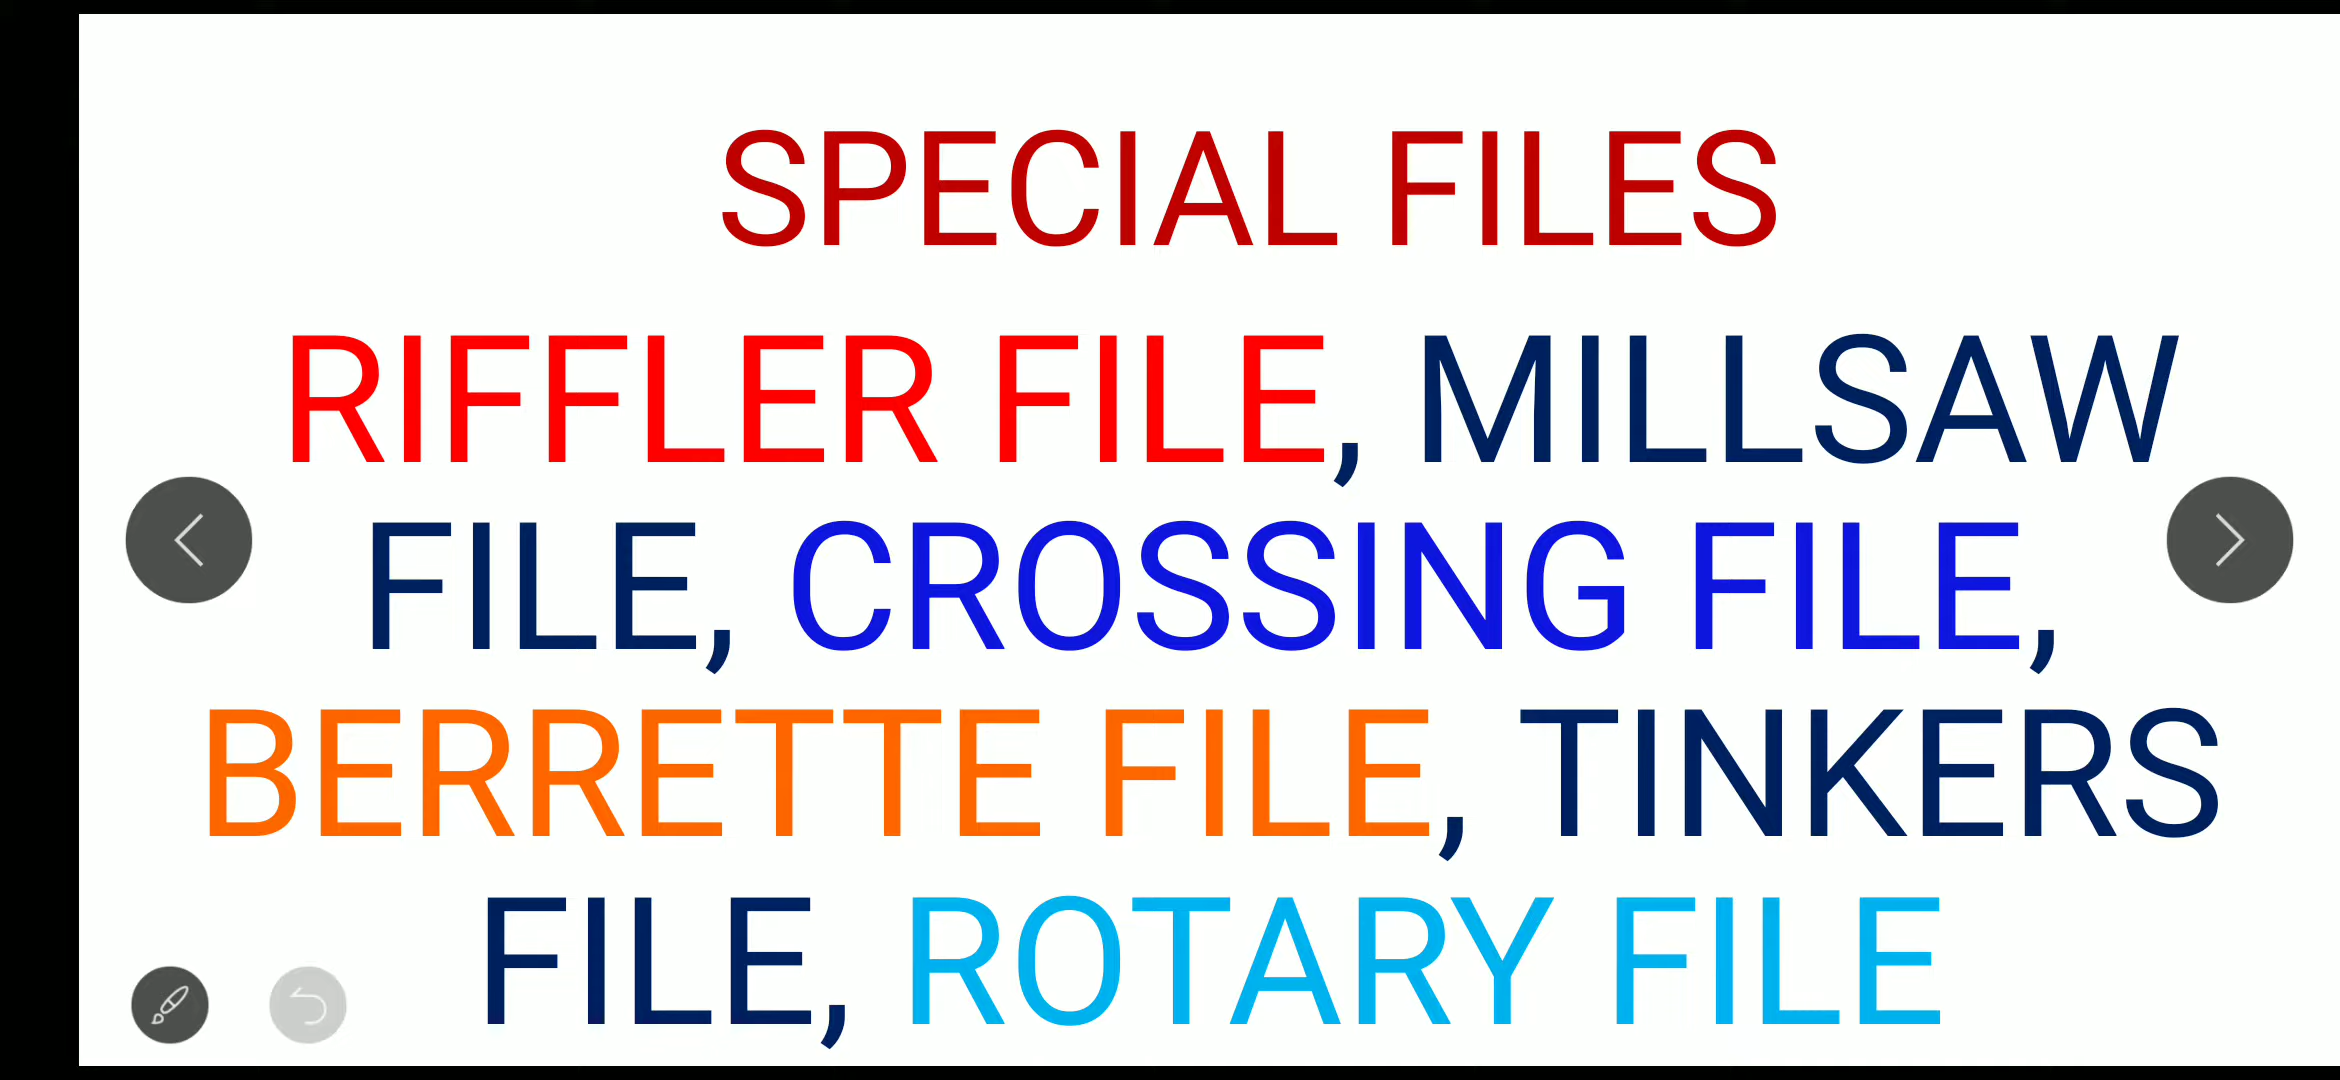 SPECIAL FILES
RIFFLER FILE, MILLSAW
FILE, CROSSING FILE,
BERRETTE FILE, TINKERS
FILE, ROTARY FILE